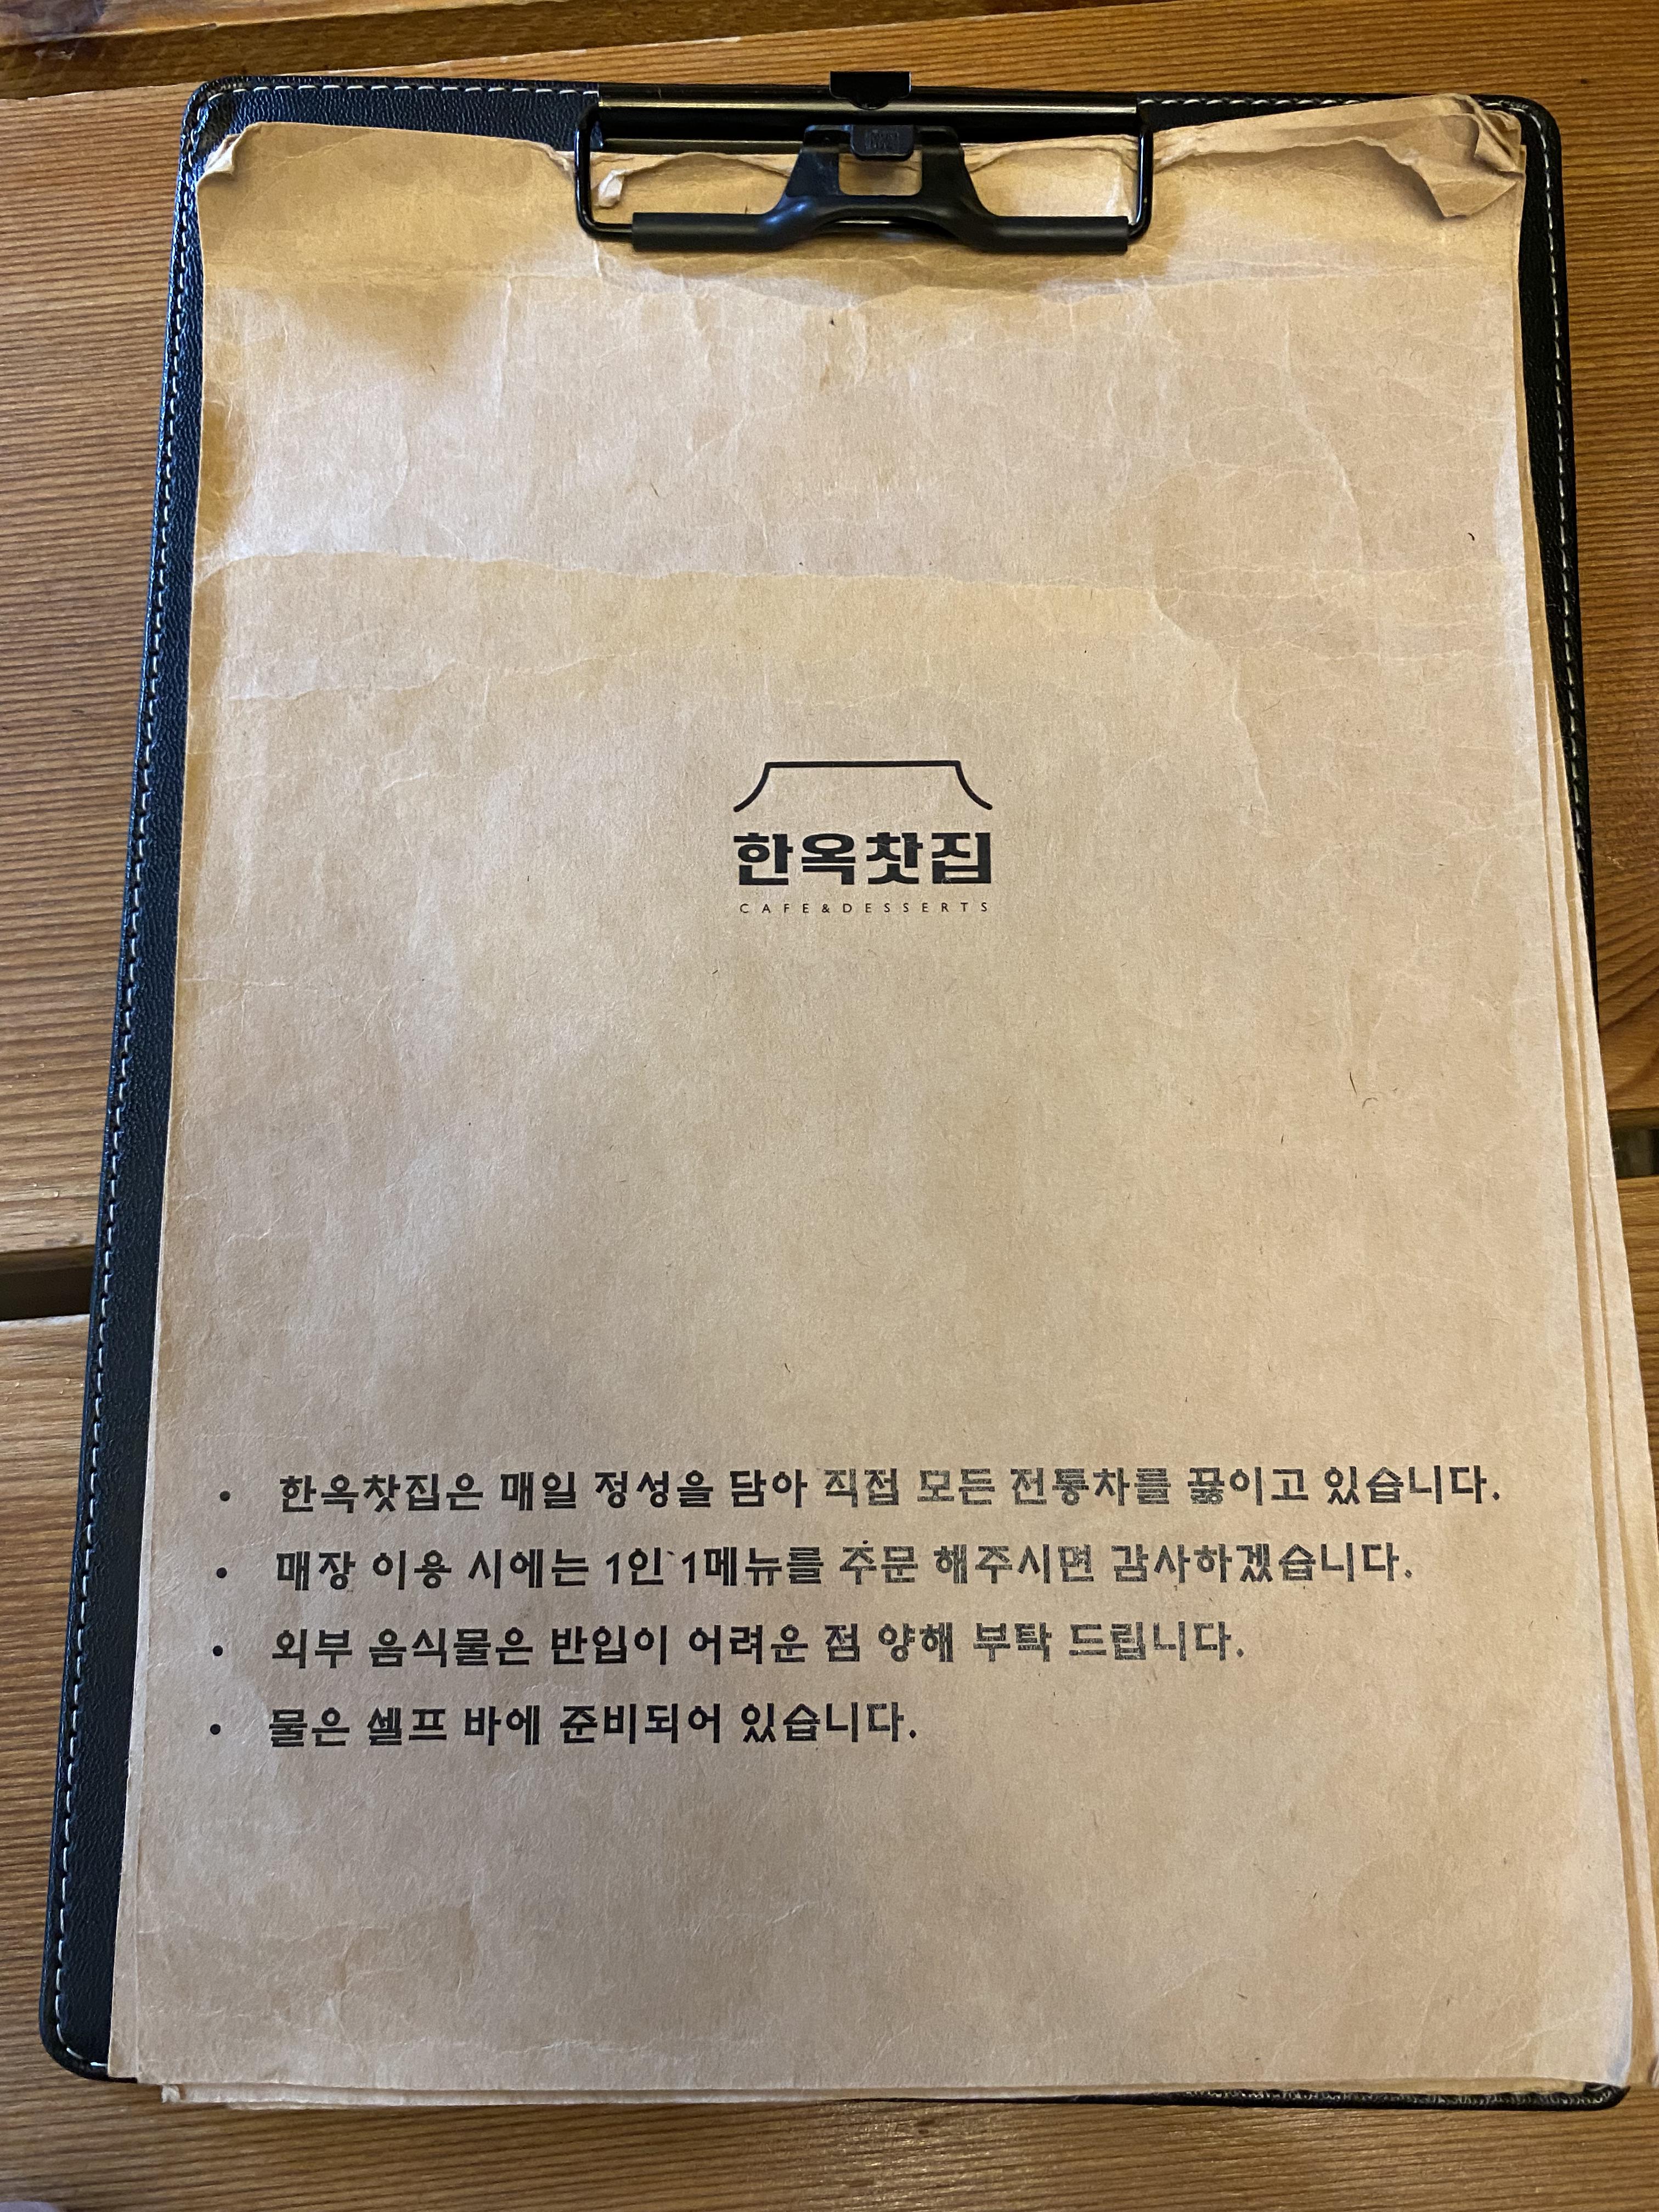 한옥찻집
CAFE&DESSERTS
• 한옥찻집은 매일 정성을 담아 직접 모든 전통차를 끓이고 있습니다.
• 매장 이용 시에는 1인 1메뉴를 주문 해주시면 감사하겠습니다.
• 외부 음식물은 반입이 어려운 점 양해 부탁 드립니다.
• 물은 셀프 바에 준비되어 있습니다.